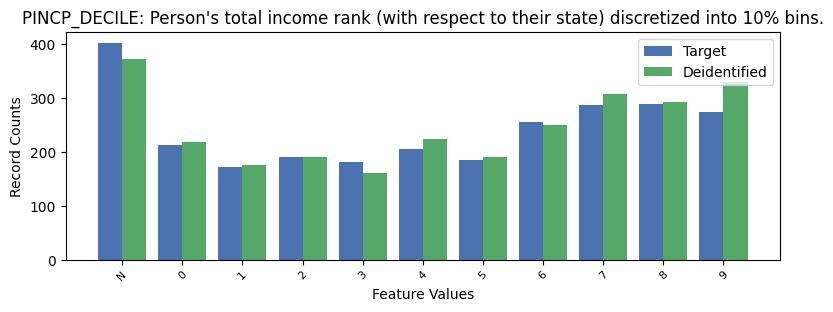 PINCP_DECILE: Person's total income rank (with respect to their state) discretized into 10% bins.
Target
Deidentified
Record Counts
400
300
200
100
0
N 0 1 2 3 4 5 6 7 8 9
Feature Values